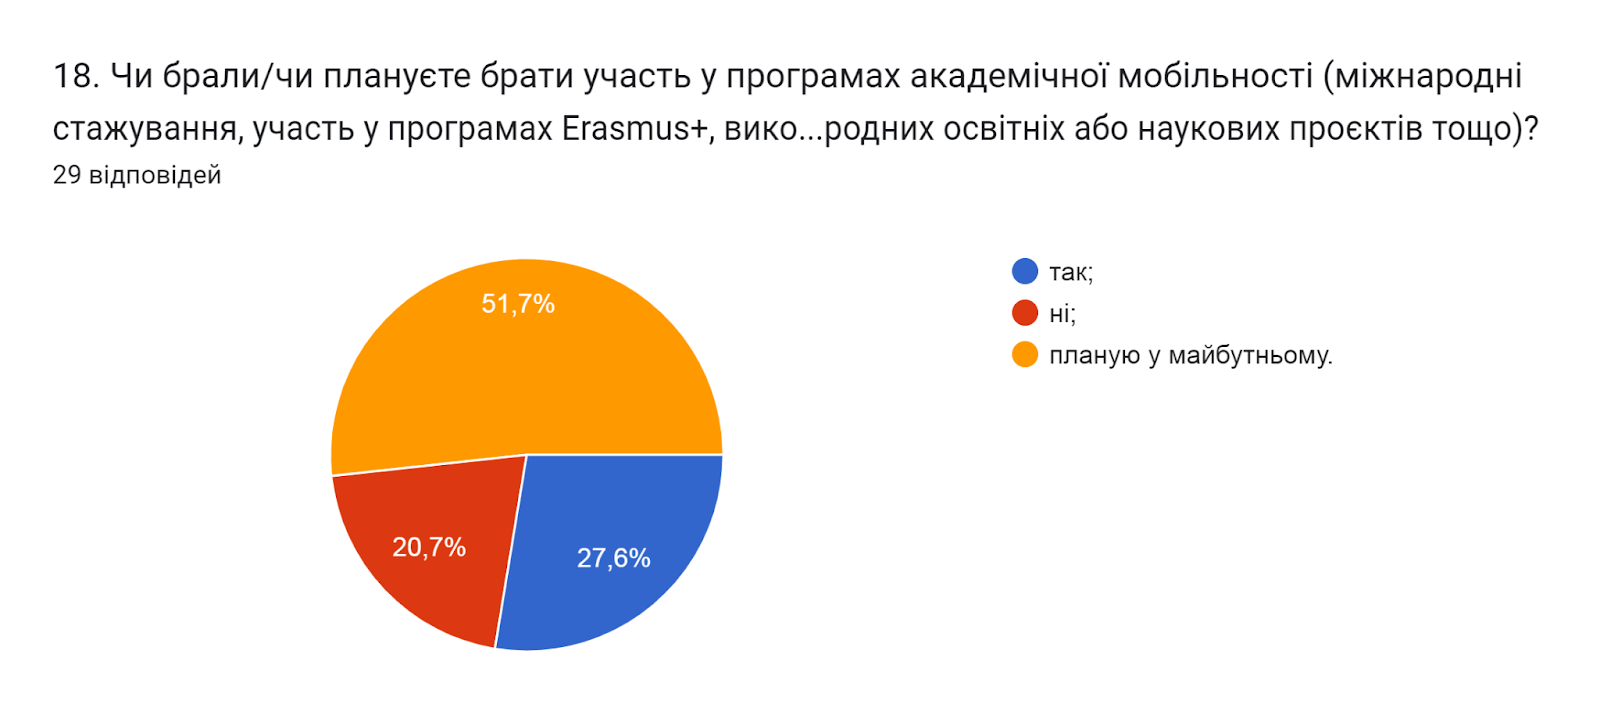 18. Чи брали/чи плануєте брати участь у програмах академічної мобільності (міжнародні
стажування, участь у програмах Erasmus+, вико...родних освітніх або наукових проєктів тощо)?
29 відповідей
51,7%
20,7%
27,6%
так;
ні;
планую у майбутньому.